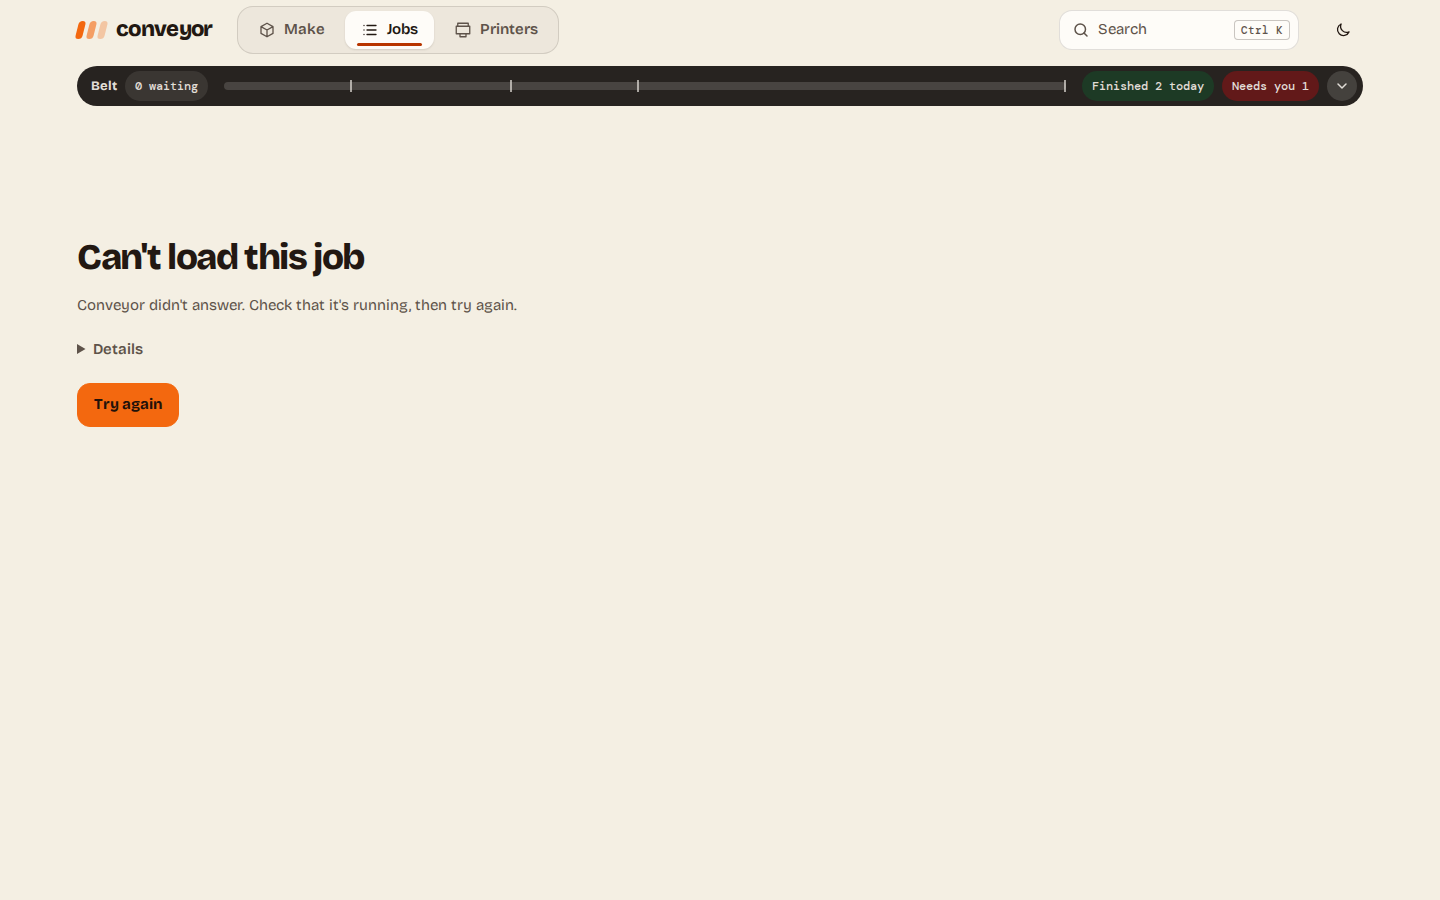 conveyor
Make
Jobs
Printers
Search
Ctrl K
Belt
0 waiting
Finished 2 today
Needs you 1
Can't load this job
Conveyor didn't answer. Check that it's running, then try again.
Details
Try again